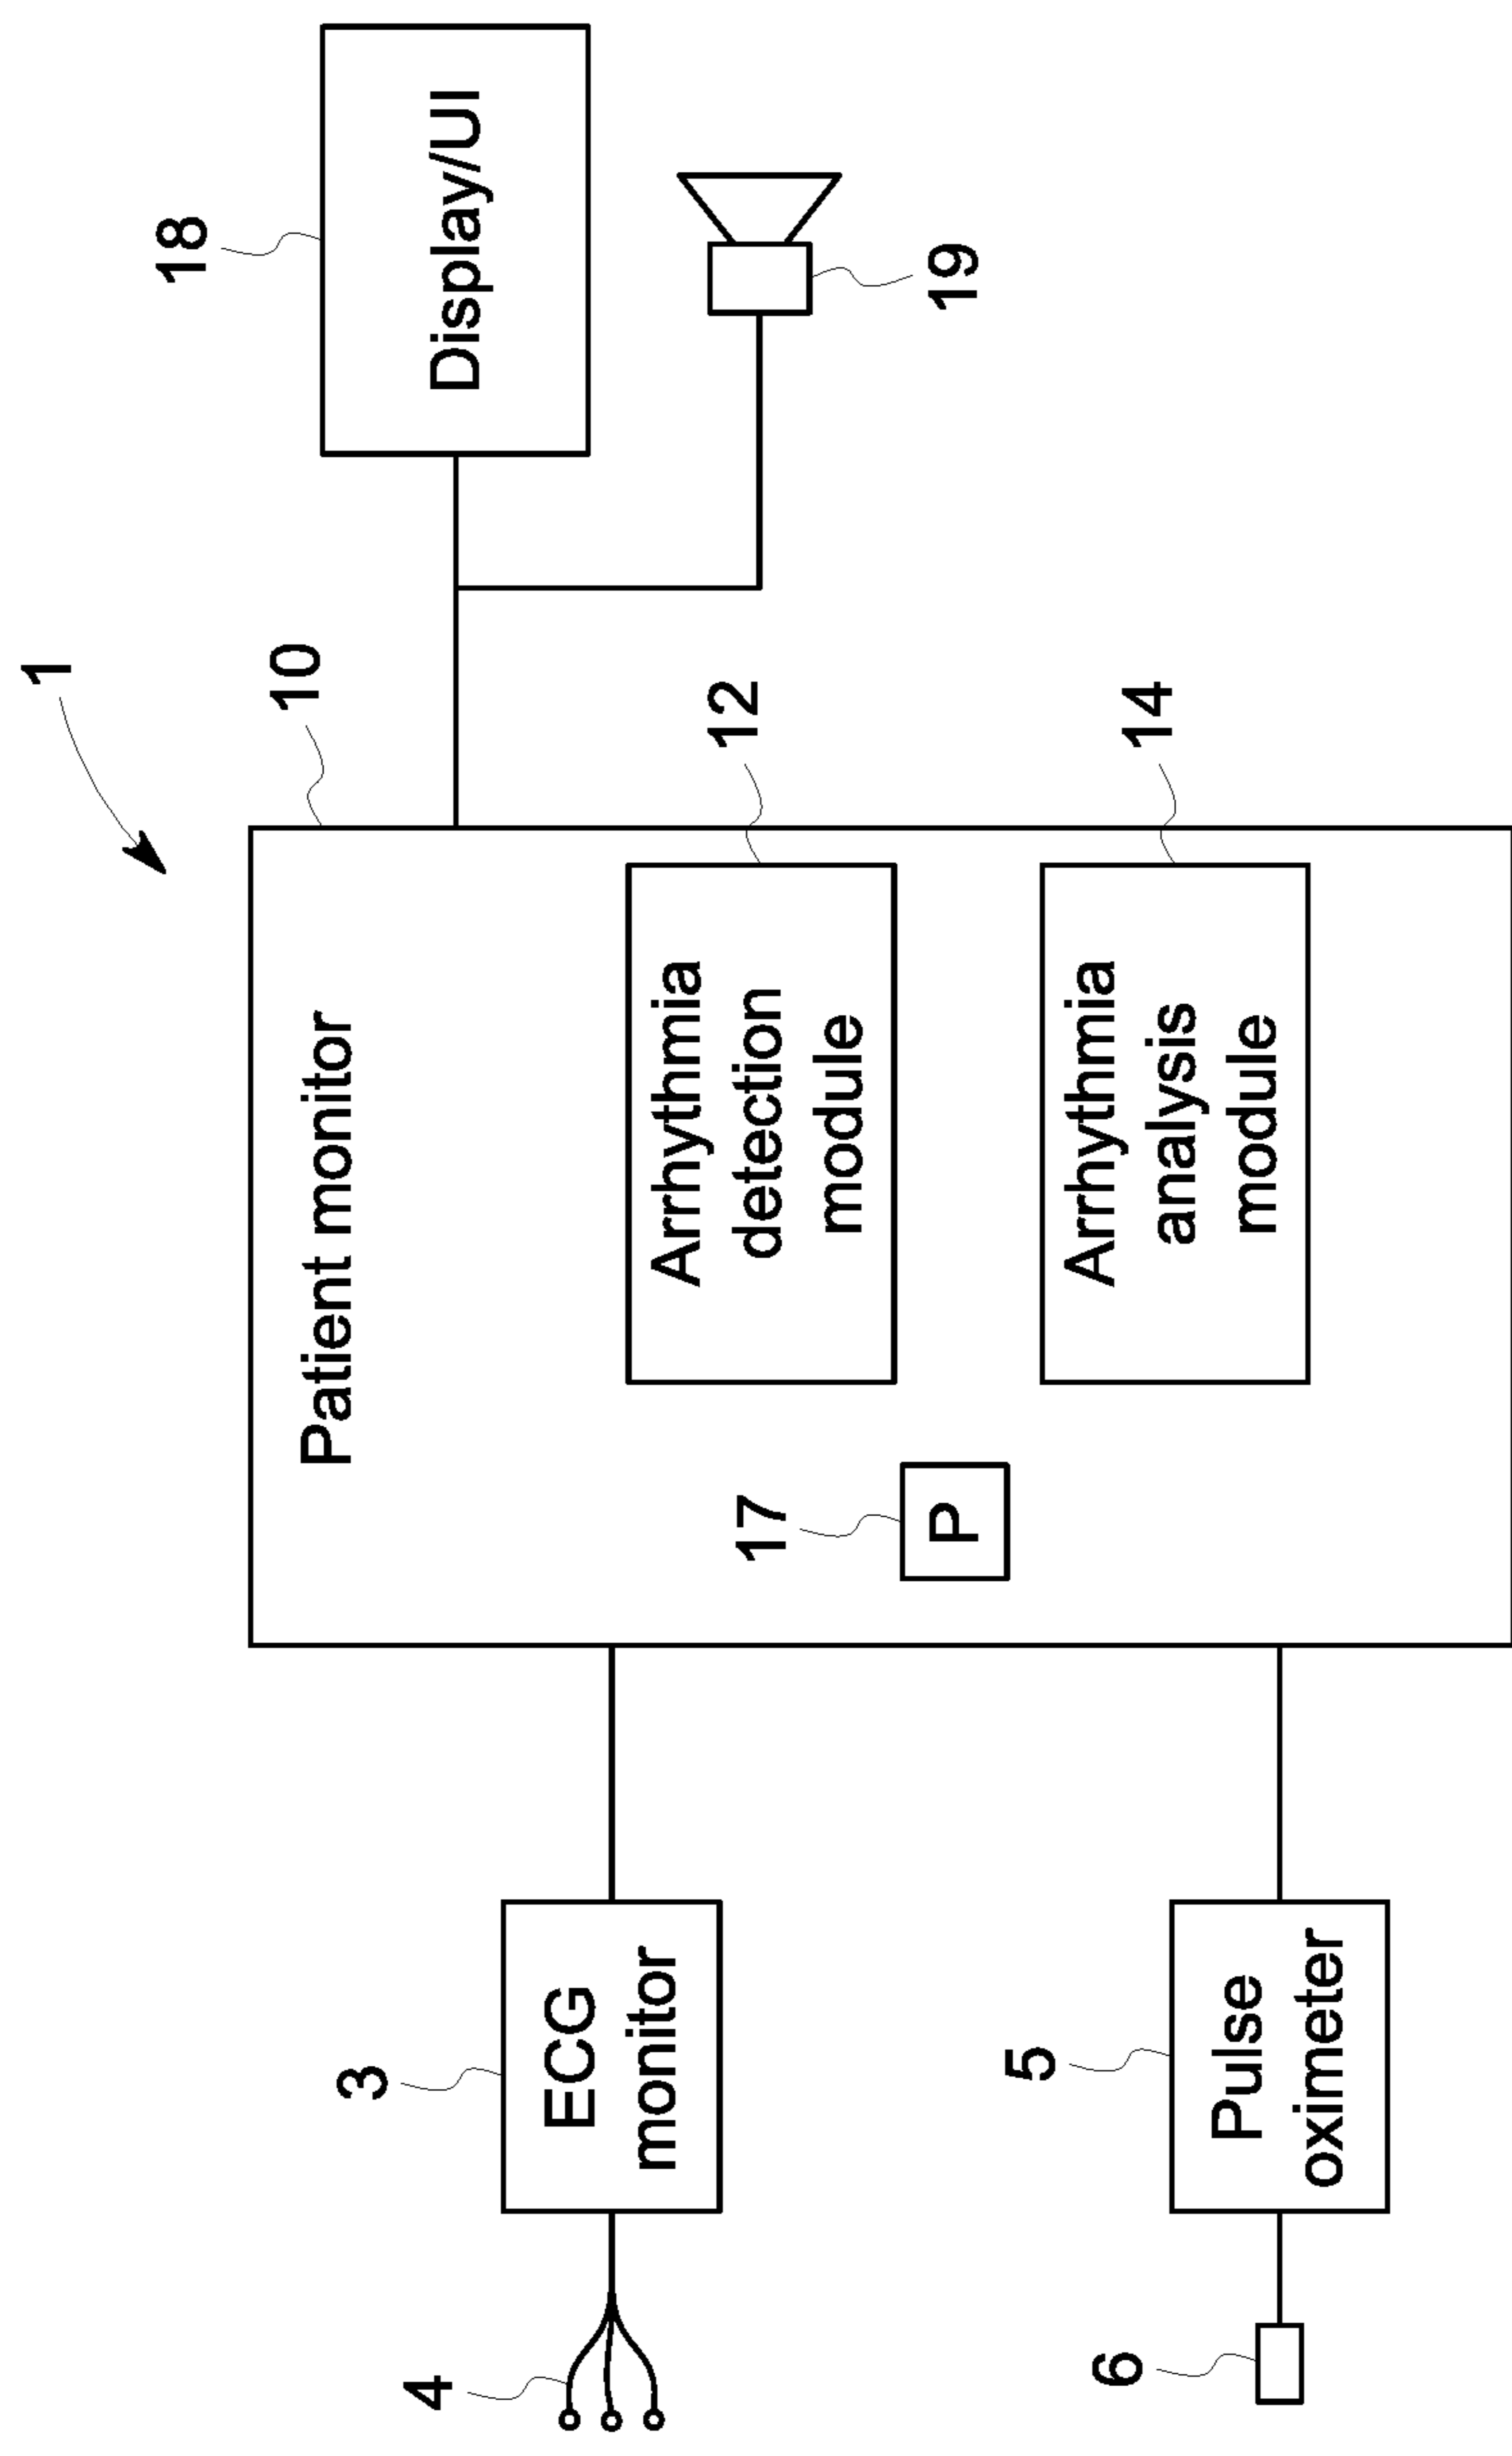 1
10
18
Display/UI
19
Patient monitor
12
Arrhythmia
detection
module
14
Arrhythmia
analysis
module
17
P
3
ECG
monitor
4
5
Pulse
oximeter
6